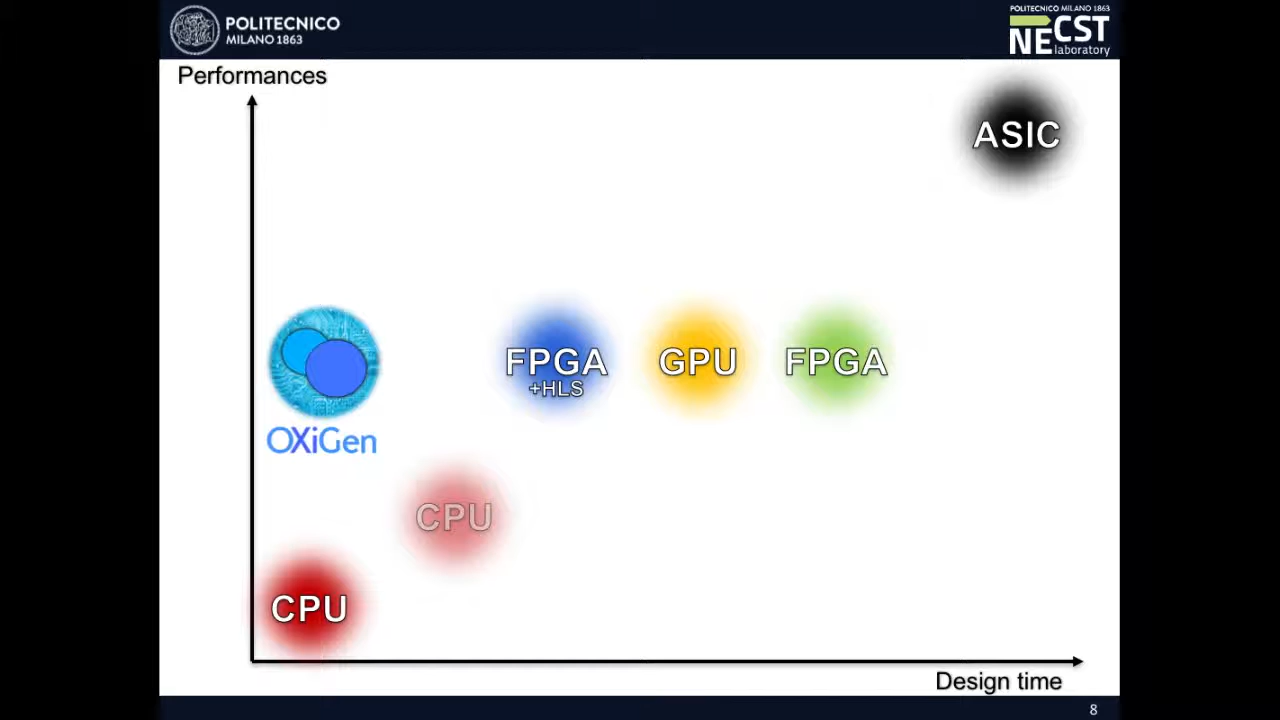 POLITECNICO
MILANO 1863
POLITECNICO MILANO 1863
NECST
laboratory
Performances
ASIC
FPGA
+HLS
GPU
FPGA
OXiGen
CPU
CPU
Design time
8